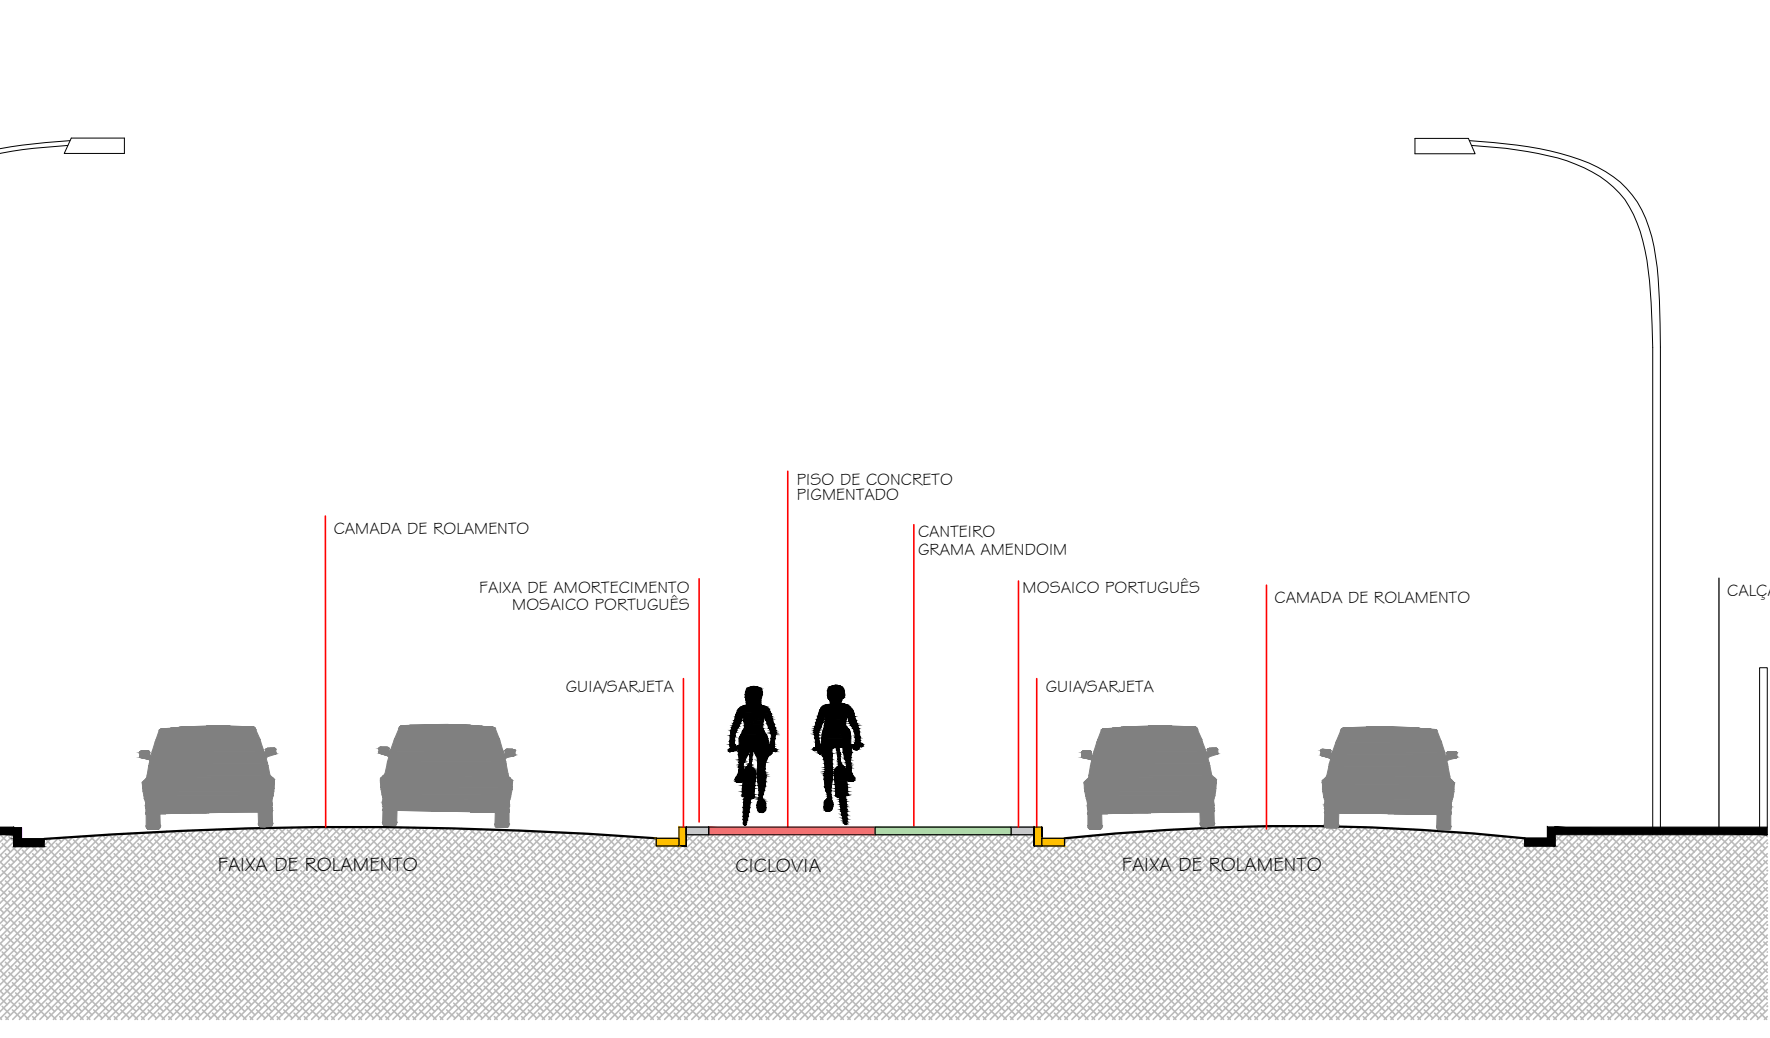 PISO DE CONCRETO
PIGMENTADO
CAMADA DE ROLAMENTO
CANTEIRO
GRAMA AMENDOIM
FAIXA DE AMORTECIMENTO
MOSAICO PORTUGUÊS
MOSAICO PORTUGUÊS
CAMADA DE ROLAMENTO
GUIA/SARJETA
GUIA/SARJETA
FAIXA DE ROLAMENTO
CICLOVIA
FAIXA DE ROLAMENTO